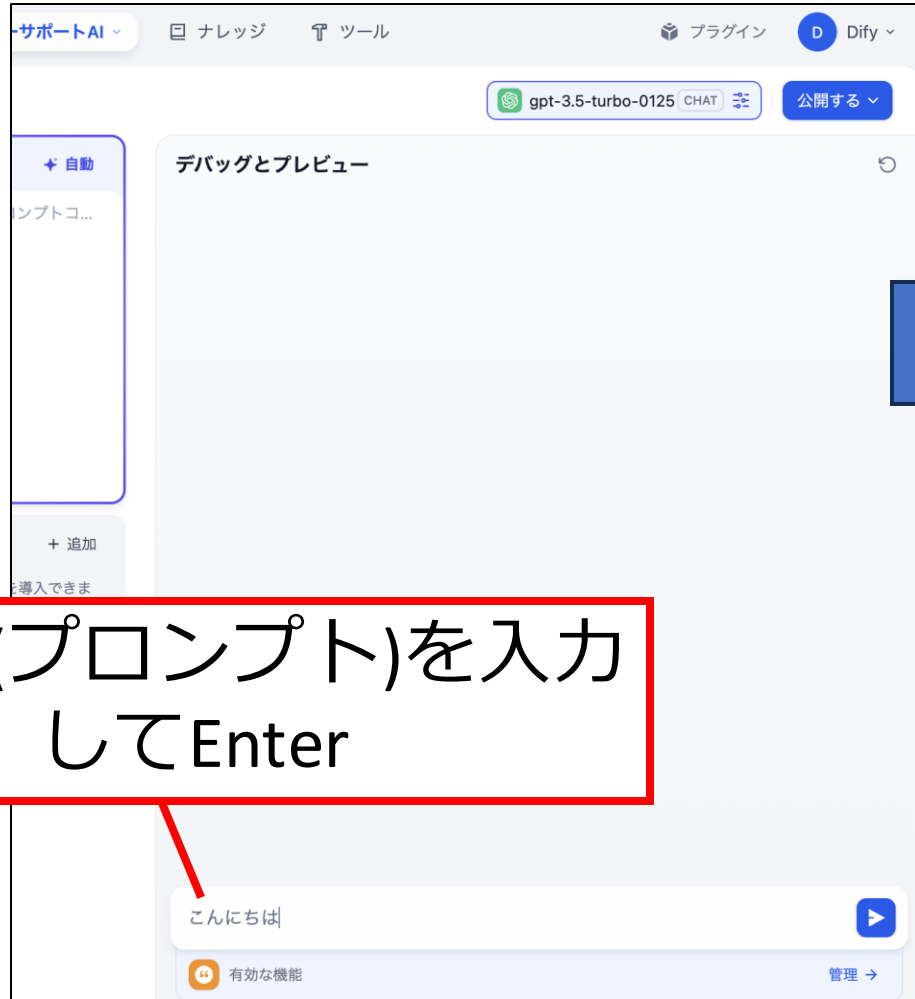 ーサポートAI
ナレッジ
ツール
プラグイン
D
Dify
gpt-3.5-turbo-0125 CHAT
公開する
自動
デバッグとプレビュー
ンプトコ...
+ 追加
を導入できま
(プロンプト)を入力
してEnter
こんにちは
有効な機能
管理 →